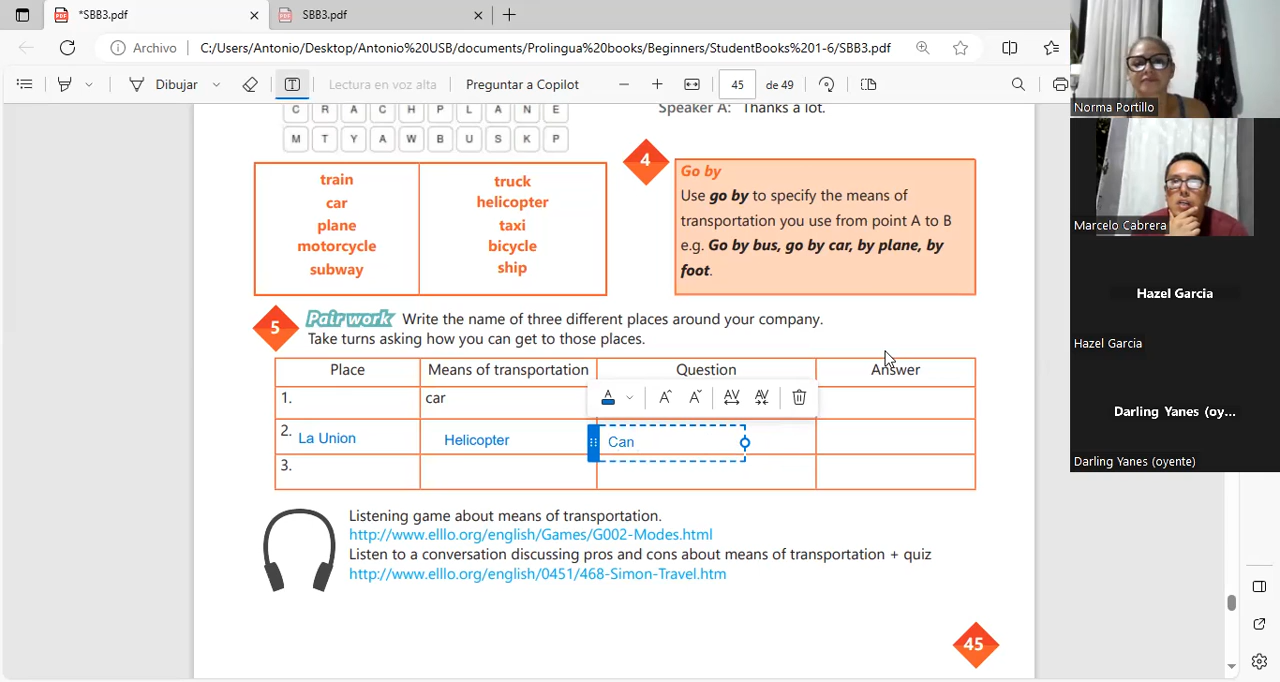 *SBB3.pdf
SBB3.pdf
Archivo
C:/Users/Antonio/Desktop/Antonio%20USB/documents/Prolingua%20books/Beginners/StudentBooks%201-6/SBB3.pdf
Dibujar
Lectura en voz alta
Preguntar a Copilot
45
de 49
C R A C H P L A N E
M T Y A W B U S K P
Speaker A: Thanks a lot.
train
car
plane
motorcycle
subway
truck
helicopter
taxi
bicycle
ship
4
Go by
Use go by to specify the means of
transportation you use from point A to B
e.g. Go by bus, go by car, by plane, by
foot.
5
Pair work Write the name of three different places around your company.
Take turns asking how you can get to those places.
Place Means of transportation Question Answer
1. car
2. La Union Helicopter Can
3.
Listening game about means of transportation.
http://www.elllo.org/english/Games/G002-Modes.html
Listen to a conversation discussing pros and cons about means of transportation + quiz
http://www.elllo.org/english/0451/468-Simon-Travel.htm
45
Norma Portillo
Marcelo Cabrera
Hazel Garcia
Hazel Garcia
Darling Yanes (oy...
Darling Yanes (oyente)